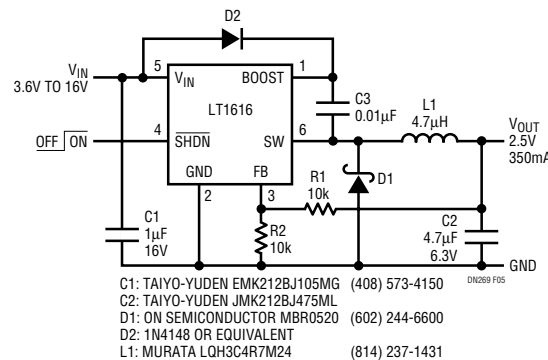 D2
VIN
3.6V TO 16V
5
VIN
BOOST
1
LT1616
C3
0.01µF
L1
4.7µH
OFF ON
4
SHDN
SW
6
VOUT
2.5V
350mA
GND
FB
2
3
R1
10k
D1
C1
1µF
16V
R2
10k
C2
4.7µF
6.3V
GND
DN269 F05
C1: TAIYO-YUDEN EMK212BJ105MG (408) 573-4150
C2: TAIYO-YUDEN JMK212BJ475ML
D1: ON SEMICONDUCTOR MBR0520 (602) 244-6600
D2: 1N4148 OR EQUIVALENT
L1: MURATA LQH3C4R7M24 (814) 237-1431